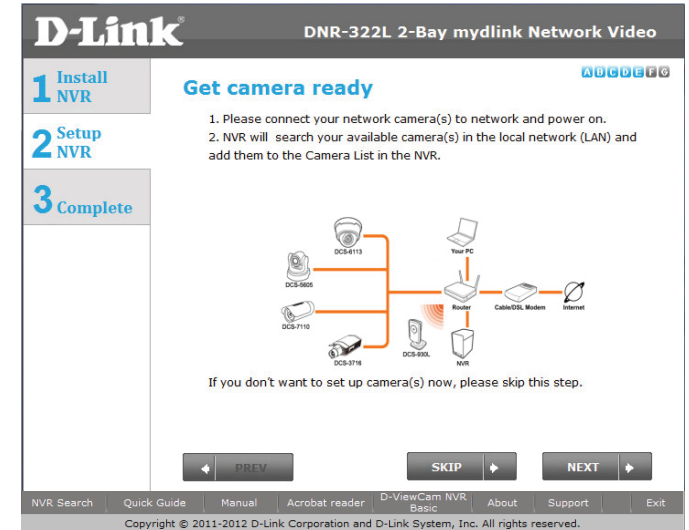 D-Link®
DNR-322L 2-Bay mydlink Network Video
1 Install
NVR
2 Setup
NVR
3 Complete
A B C D E F G
Get camera ready
1. Please connect your network camera(s) to network and power on.
2. NVR will search your available camera(s) in the local network (LAN) and
add them to the Camera List in the NVR.
DCS-6113
Your PC
DCS-5605
Router
Cable/DSL Modem
Internet
DCS-7110
DCS-3716
DCS-930L
NVR
If you don't want to set up camera(s) now, please skip this step.
PREV
SKIP
NEXT
NVR Search
Quick Guide
Manual
Acrobat reader
D-ViewCam NVR
Basic
About
Support
Exit
Copyright © 2011-2012 D-Link Corporation and D-Link System, Inc. All rights reserved.